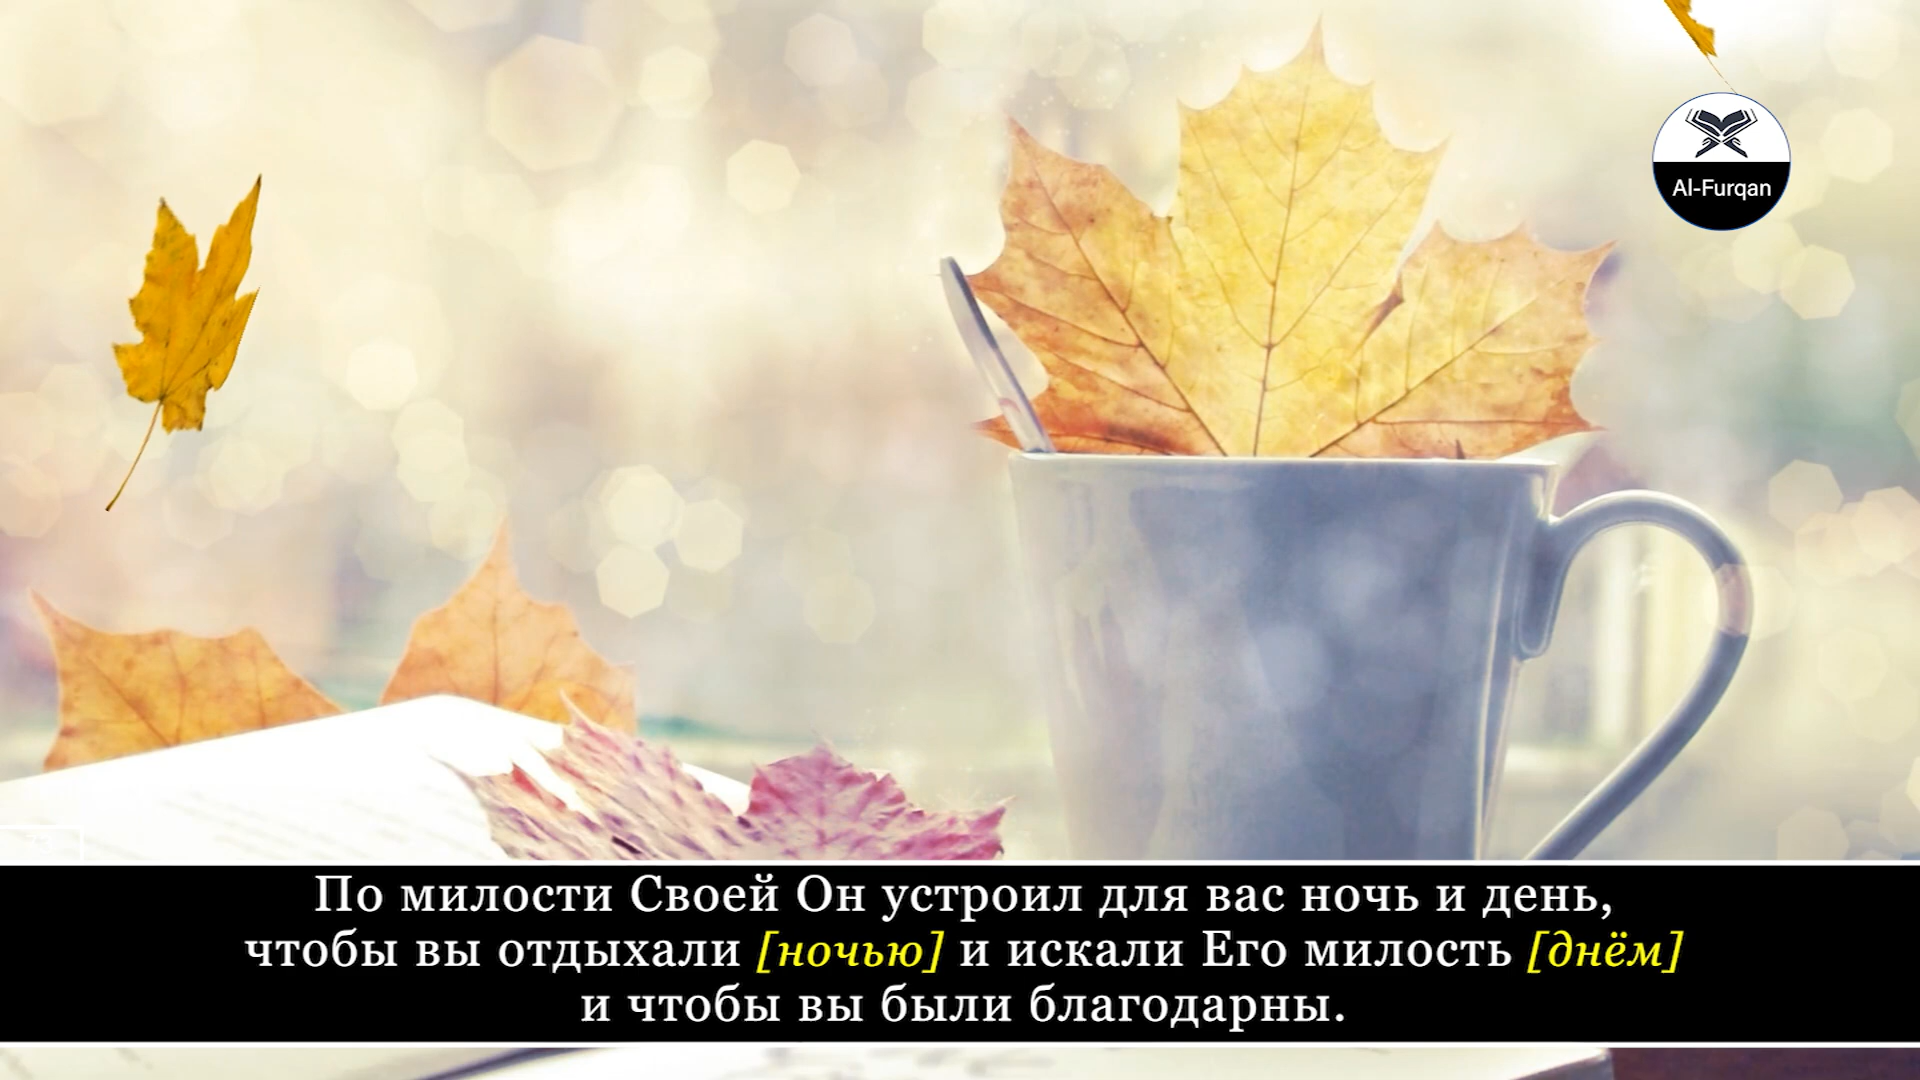 Al-Furqan
По милости Своей Он устроил для вас ночь и день,
чтобы вы отдыхали [ночью] и искали Его милость [днём]
и чтобы вы были благодарны.